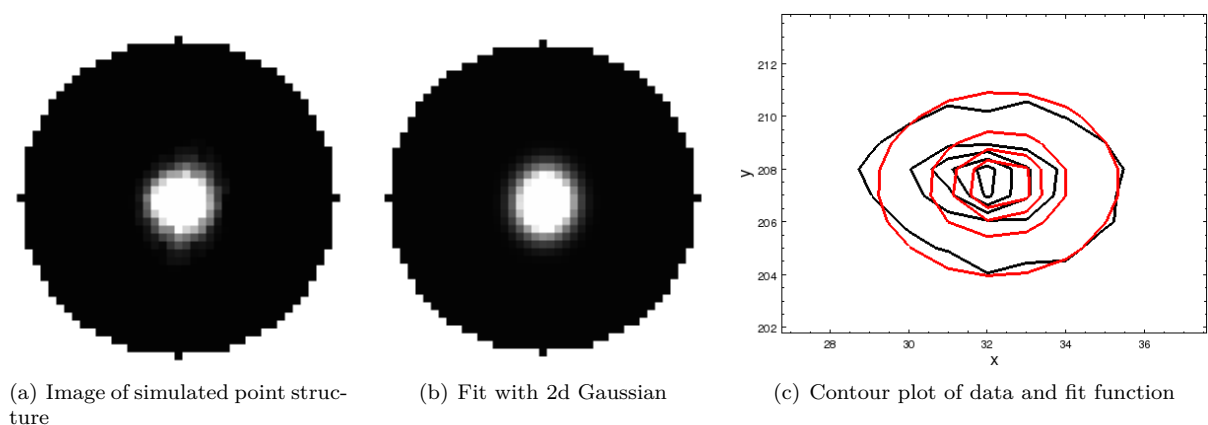 212
210
208
206
204
202
y
28
30
32
34
36
x
(a) Image of simulated point struc-
ture
(b) Fit with 2d Gaussian
(c) Contour plot of data and fit function